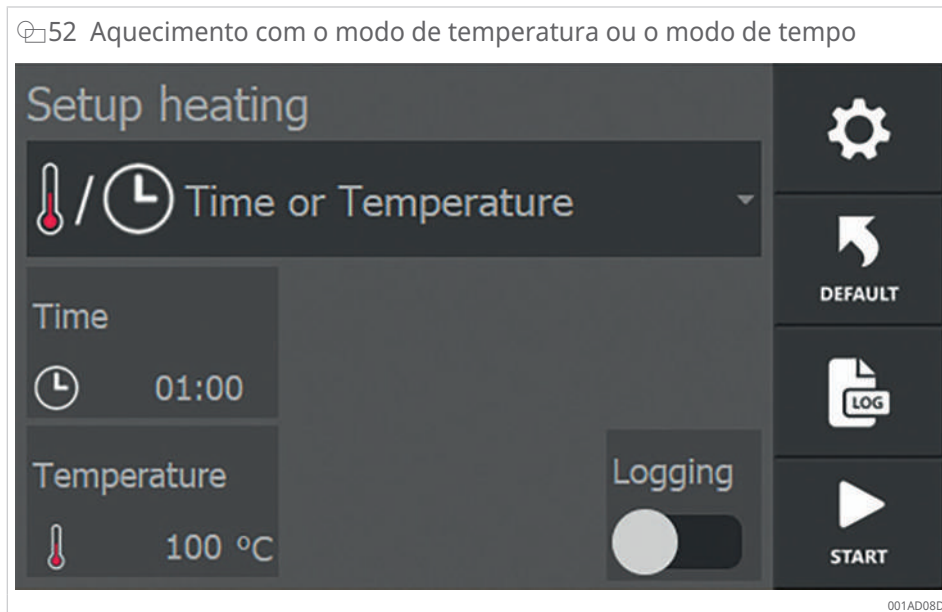 52 Aquecimento com o modo de temperatura ou o modo de tempo
Setup heating
/ Time or Temperature
DEFAULT
Time
01:00
LOG
Temperature
100 °C
Logging
START
001AD08D